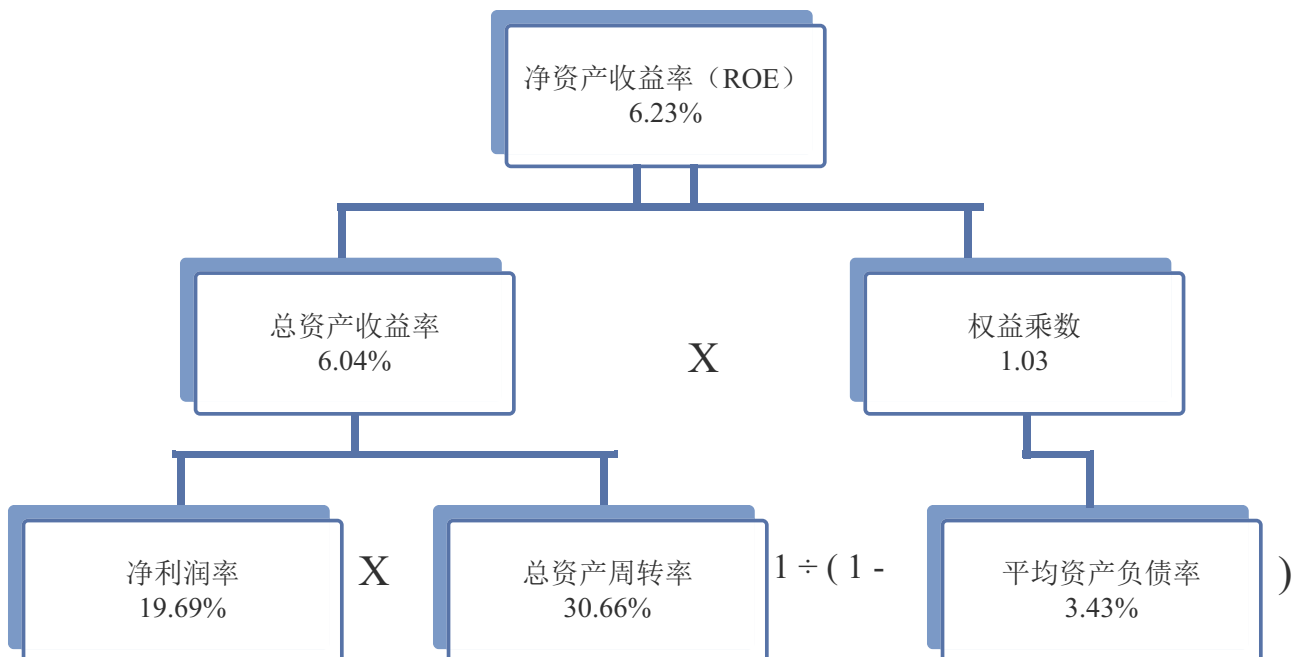 净资产收益率（ROE）
6.23%
总资产收益率
6.04%
X
权益乘数
1.03
净利润率
19.69%
X
总资产周转率
30.66%
1 ÷ ( 1 -
平均资产负债率
3.43%
)